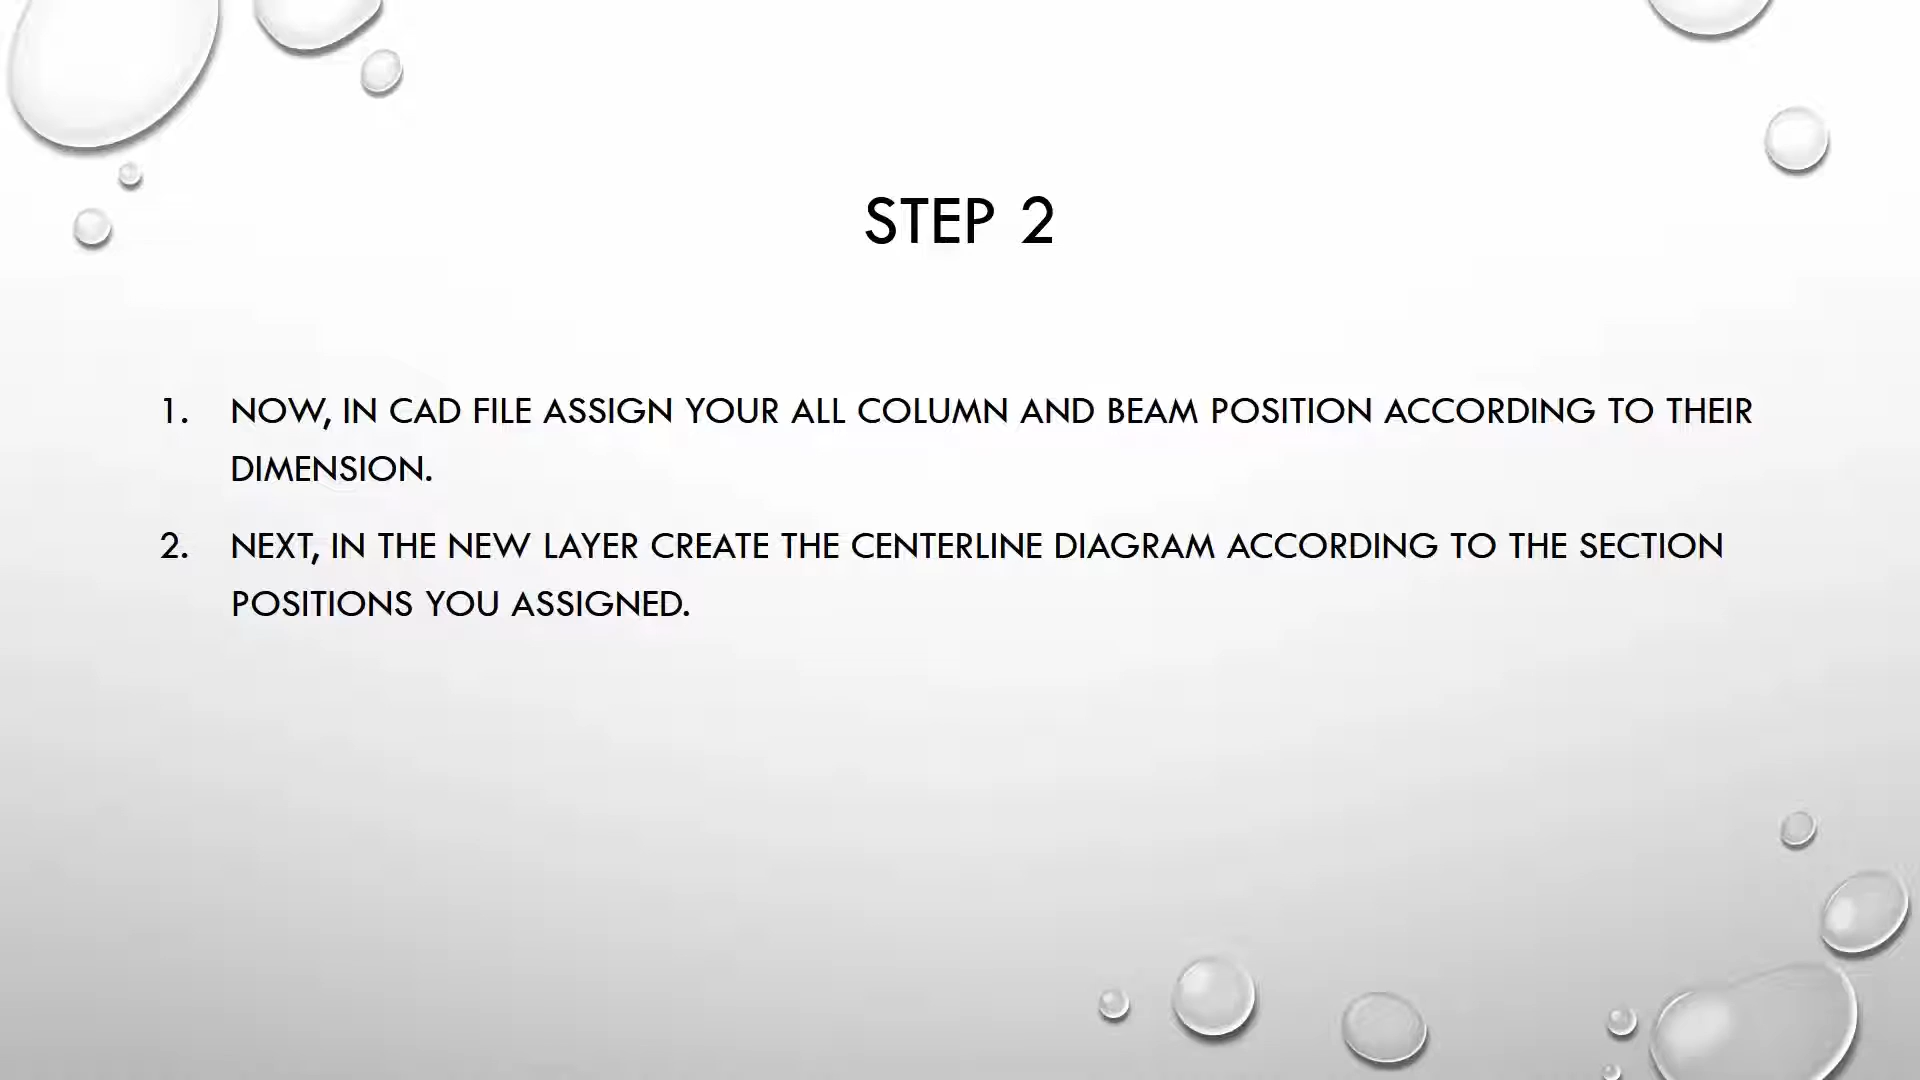 STEP 2
1. NOW, IN CAD FILE ASSIGN YOUR ALL COLUMN AND BEAM POSITION ACCORDING TO THEIR
DIMENSION.
2. NEXT, IN THE NEW LAYER CREATE THE CENTERLINE DIAGRAM ACCORDING TO THE SECTION
POSITIONS YOU ASSIGNED.